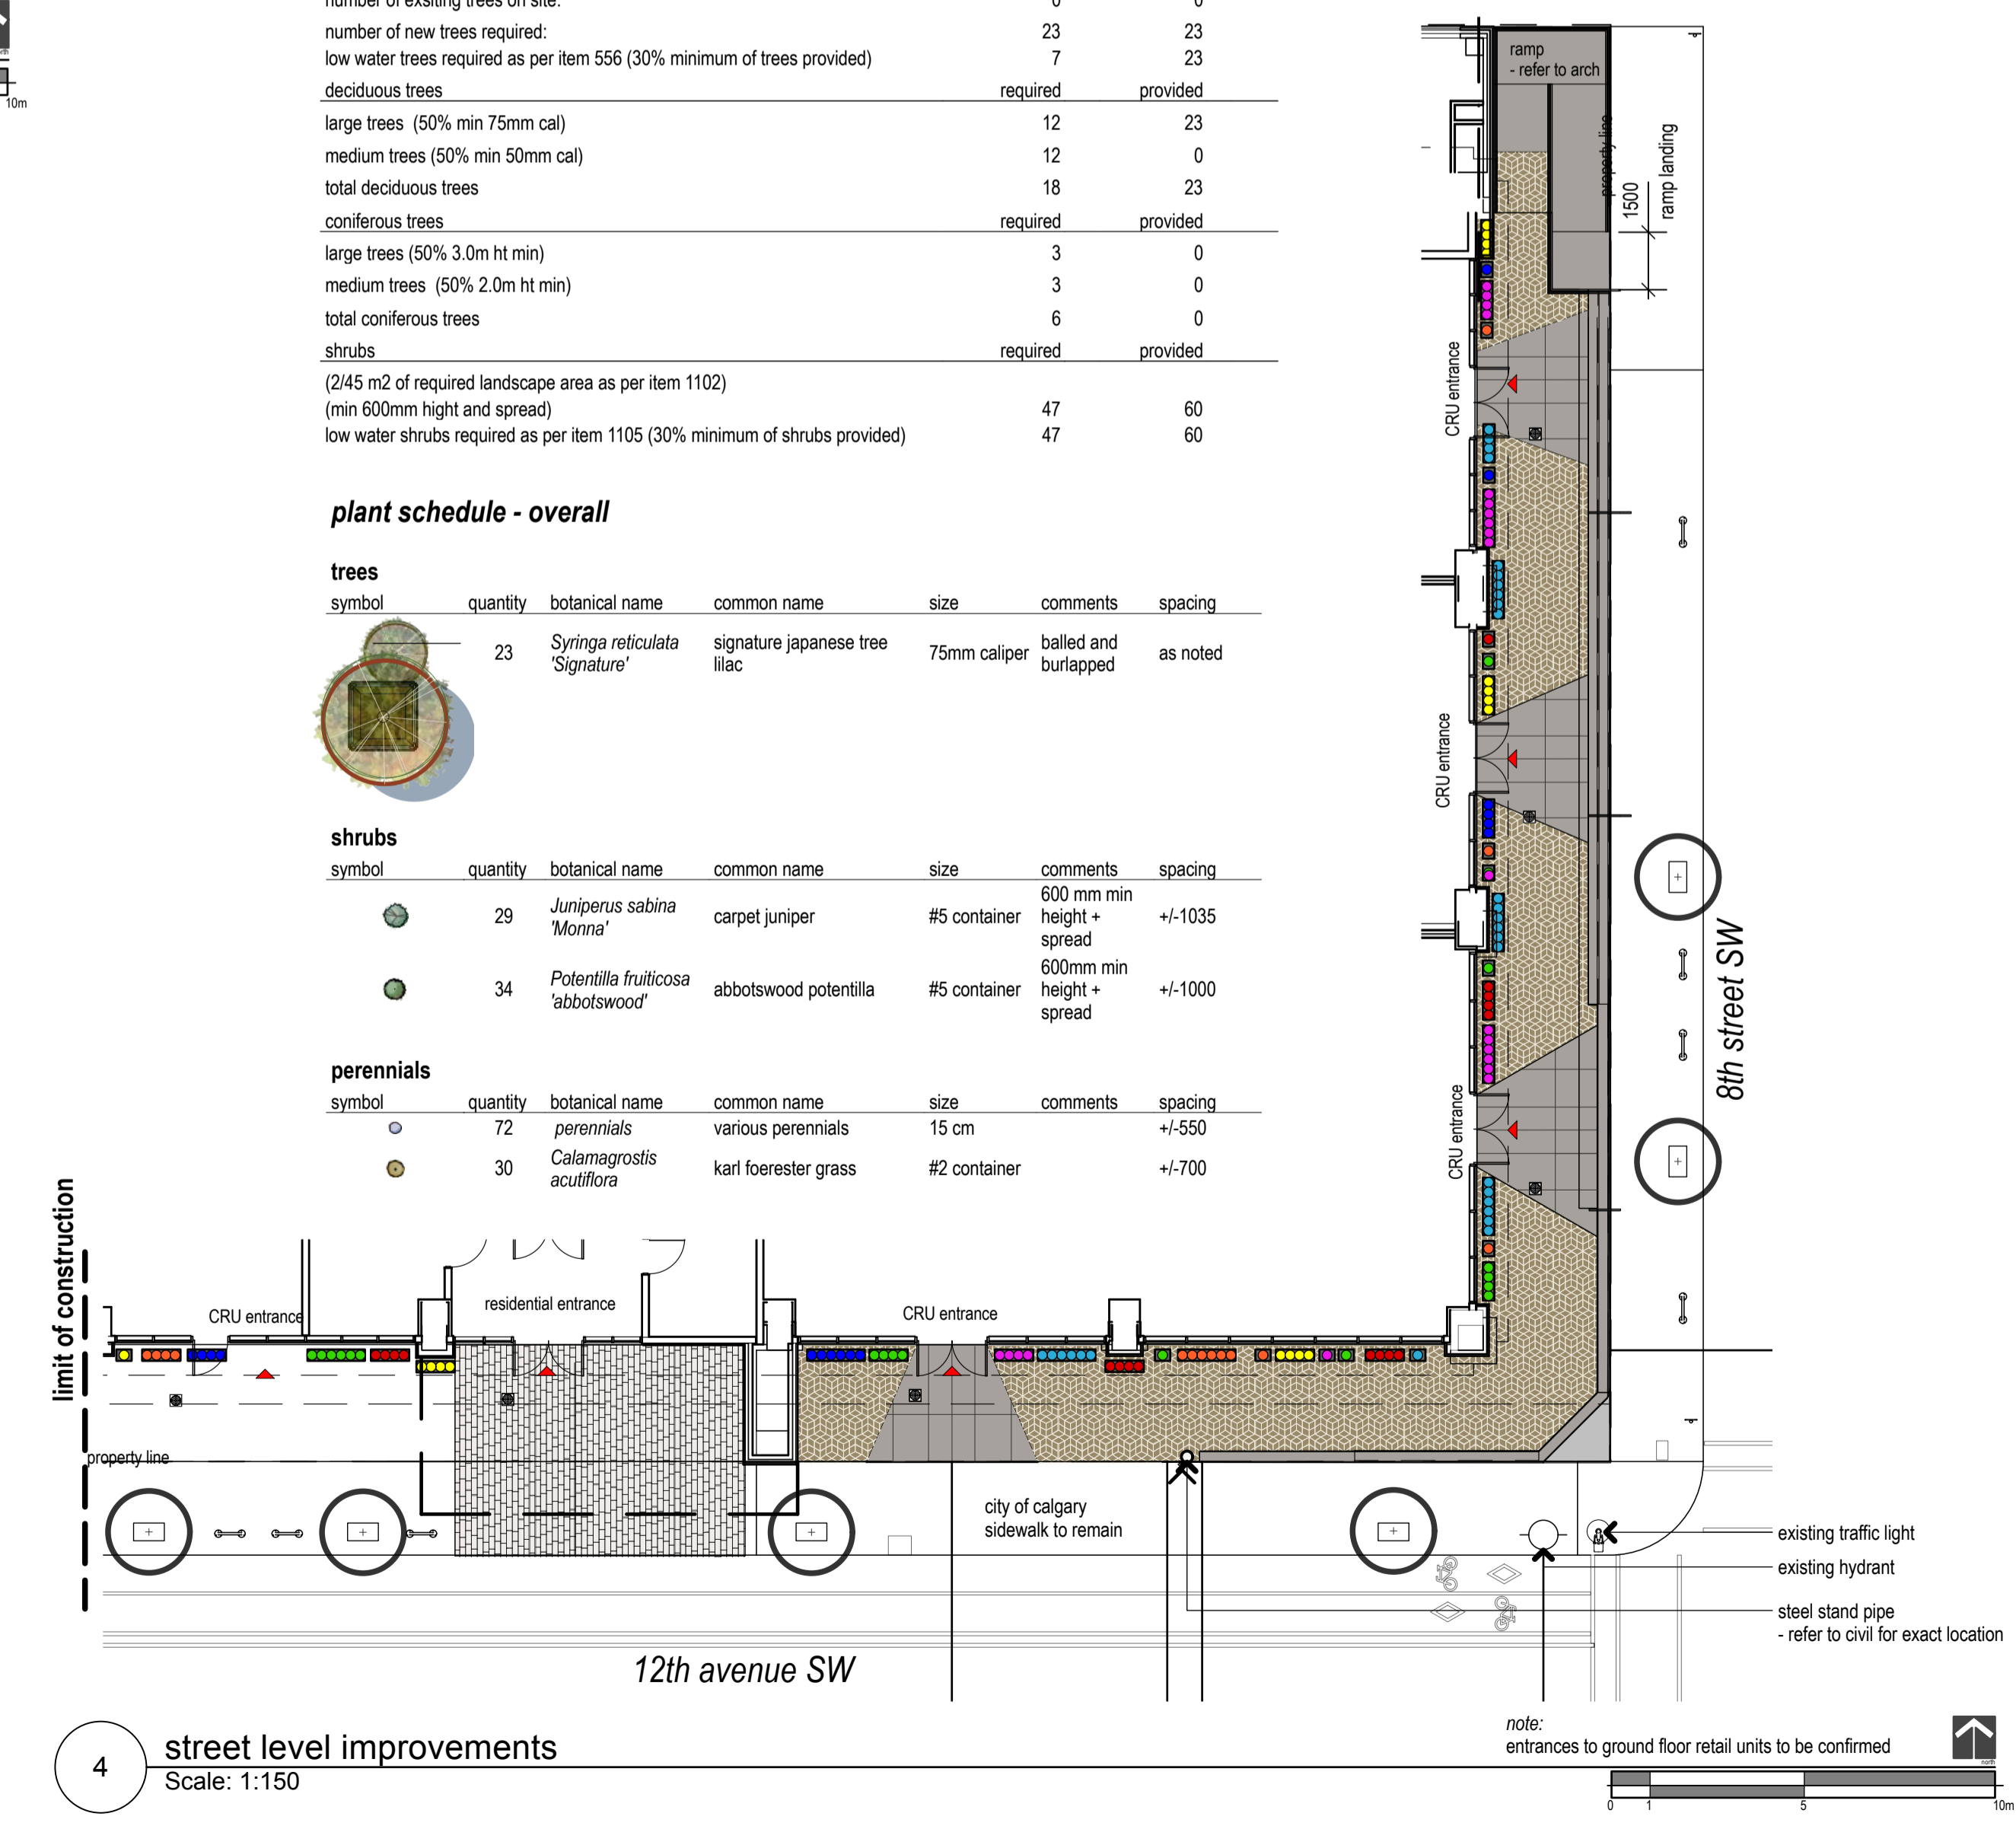 number of exsiting trees on site: 0 0
number of new trees required: 23 23
low water trees required as per item 556 (30% minimum of trees provided) 7 23
deciduous trees required provided
large trees (50% min 75mm cal) 12 23
medium trees (50% min 50mm cal) 12 0
total deciduous trees 18 23
coniferous trees required provided
large trees (50% 3.0m ht min) 3 0
medium trees (50% 2.0m ht min) 3 0
total coniferous trees 6 0
shrubs required provided
(2/45 m2 of required landscape area as per item 1102)
(min 600mm hight and spread) 47 60
low water shrubs required as per item 1105 (30% minimum of shrubs provided) 47 60
plant schedule - overall
trees
symbol quantity botanical name common name size comments spacing
23 Syringa reticulata 'Signature' signature japanese tree lilac 75mm caliper balled and burlapped as noted
shrubs
symbol quantity botanical name common name size comments spacing
29 Juniperus sabina 'Monna' carpet juniper #5 container 600 mm min height + spread +/-1035
34 Potentilla fruiticosa 'abbotswood' abbotswood potentilla #5 container 600mm min height + spread +/-1000
perennials
symbol quantity botanical name common name size comments spacing
72 perennials various perennials 15 cm +/-550
30 Calamagrostis acutiflora karl foerester grass #2 container +/-700
10m
ramp
- refer to arch
property line
1500
ramp landing
CRU entrance
CRU entrance
CRU entrance
8th street SW
limit of construction
CRU entrance
residential entrance
CRU entrance
property line
city of calgary
sidewalk to remain
existing traffic light
existing hydrant
steel stand pipe
- refer to civil for exact location
12th avenue SW
4
street level improvements
Scale: 1:150
note:
entrances to ground floor retail units to be confirmed
north
0 1 5 10m